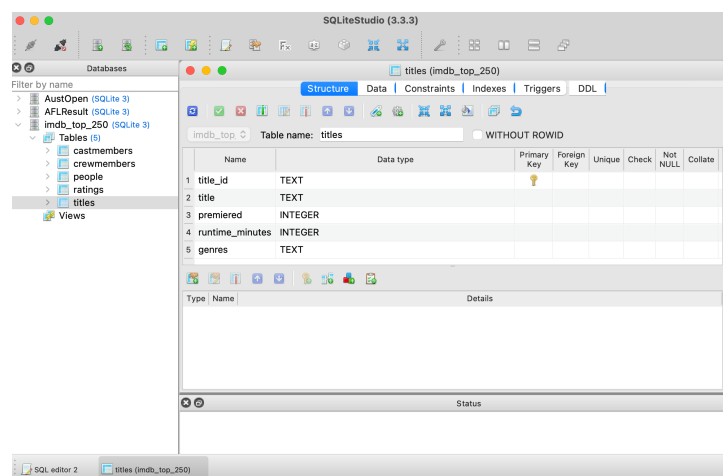 SQLiteStudio (3.3.3)
Databases
Filter by name
AustOpen (SQLite 3)
AFLResult (SQLite 3)
imdb_top_250 (SQLite 3)
Tables (5)
castmembers
crewmembers
people
ratings
titles
Views
titles (imdb_top_250)
Structure Data Constraints Indexes Triggers DDL
imdb_top_ Table name: titles WITHOUT ROWID
Name Data type Primary Key Foreign Key Unique Check Not NULL Collate
1 title_id TEXT
2 title TEXT
3 premiered INTEGER
4 runtime_minutes INTEGER
5 genres TEXT
Type Name Details
Status
SQL editor 2 titles (imdb_top_250)